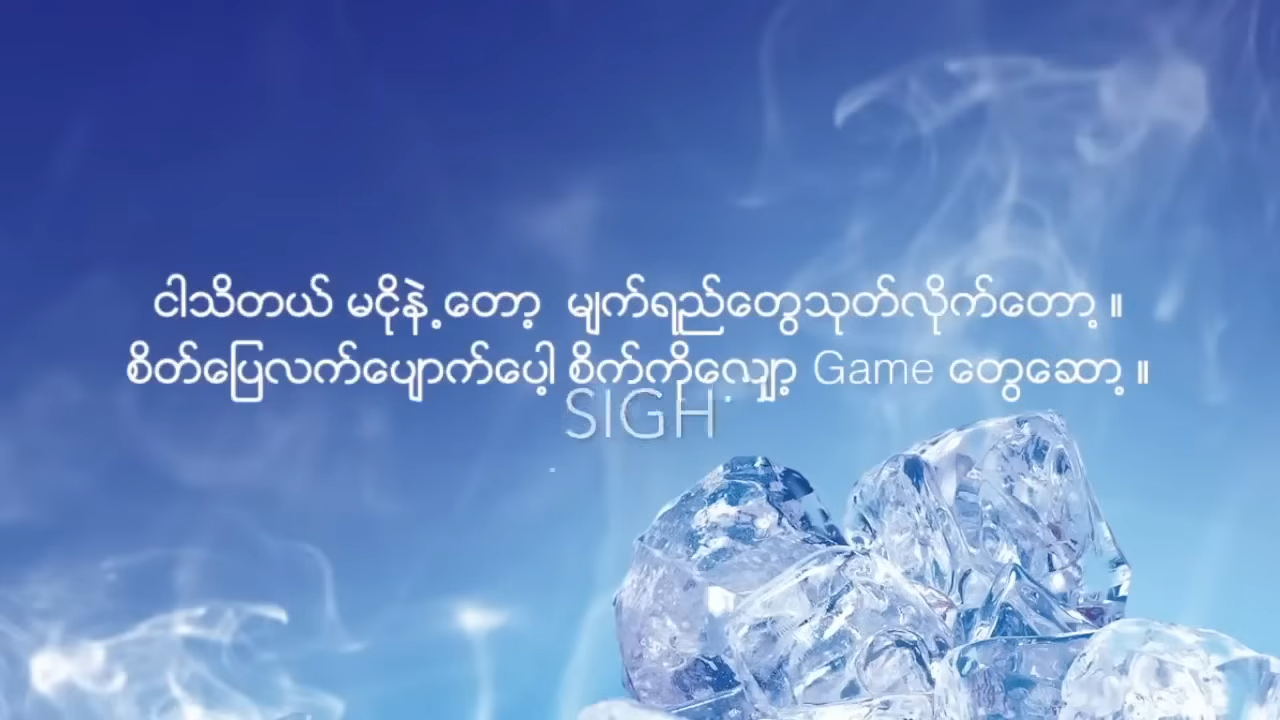 ငါသိတယ် မငိုနဲ့တော့ မျက်ရည်တွေသုတ်လိုက်တော့ ။
စိတ်ပြေလက်ပျောက်ပေါ့ စိုက်ကိုလျှော့ Game တွေဆော့ ။
SIGH